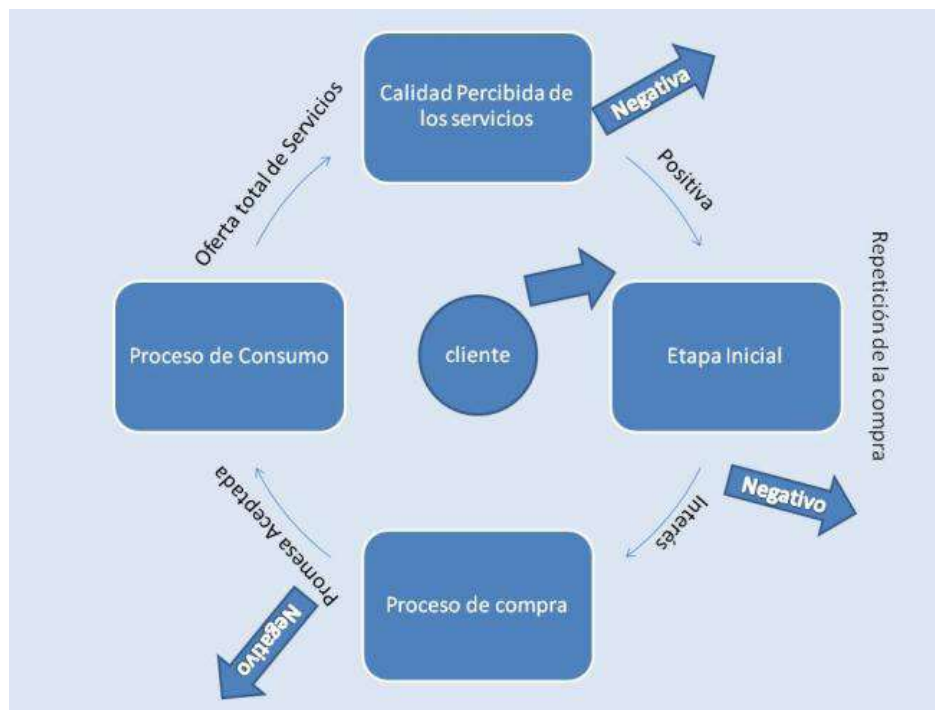 Calidad Percibida de
los servicios
Negativa
Oferta total de Servicios
Positiva
Proceso de Consumo
cliente
Etapa Inicial
Repetición de la compra
Promesa Aceptada
Interés
Negativo
Proceso de compra
Negativo